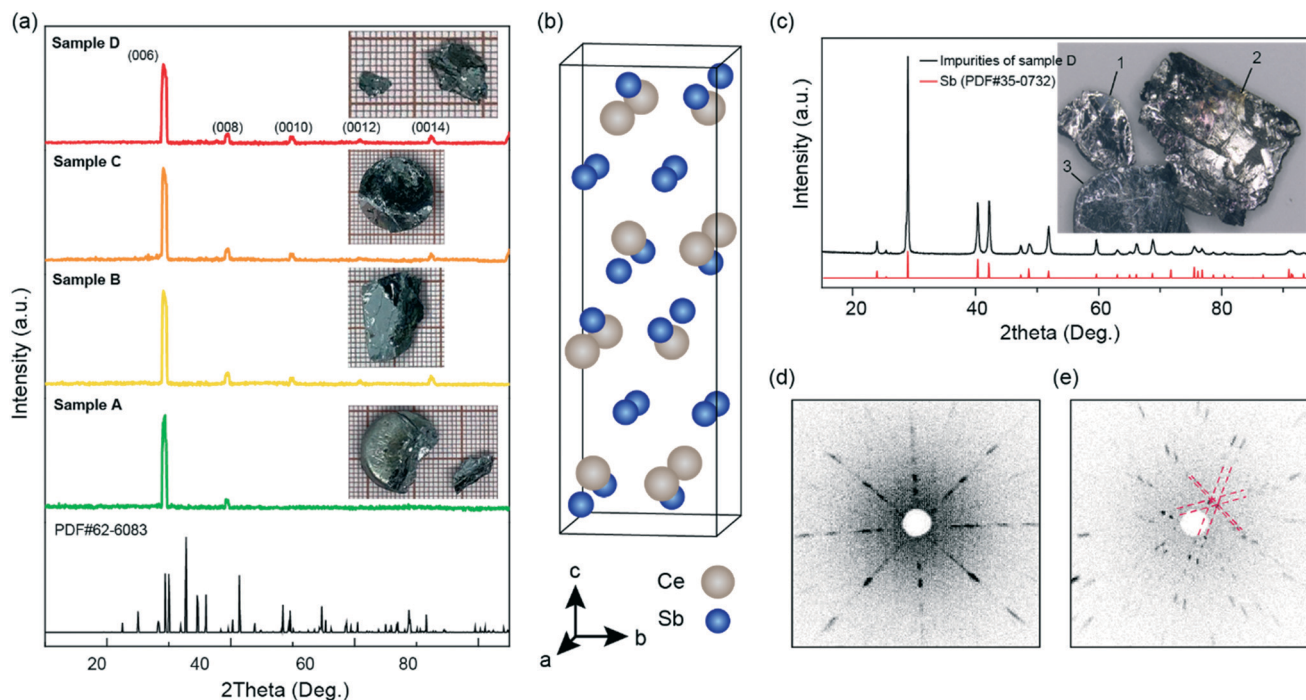 (a)
Sample D
(006)
(008)
(0010)
(0012)
(0014)
Sample C
Sample B
Sample A
PDF#62-6083
Intensity (a.u.)
20
40
60
80
2Theta (Deg.)
(b)
c
b
a
Ce
Sb
(c)
Impurities of sample D
Sb (PDF#35-0732)
1
2
3
Intensity (a.u.)
20
40
60
80
2theta (Deg.)
(d)
(e)